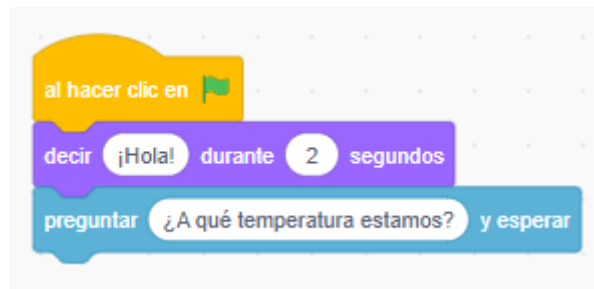 al hacer clic en
decir ¡Hola! durante 2 segundos
preguntar ¿A qué temperatura estamos? y esperar